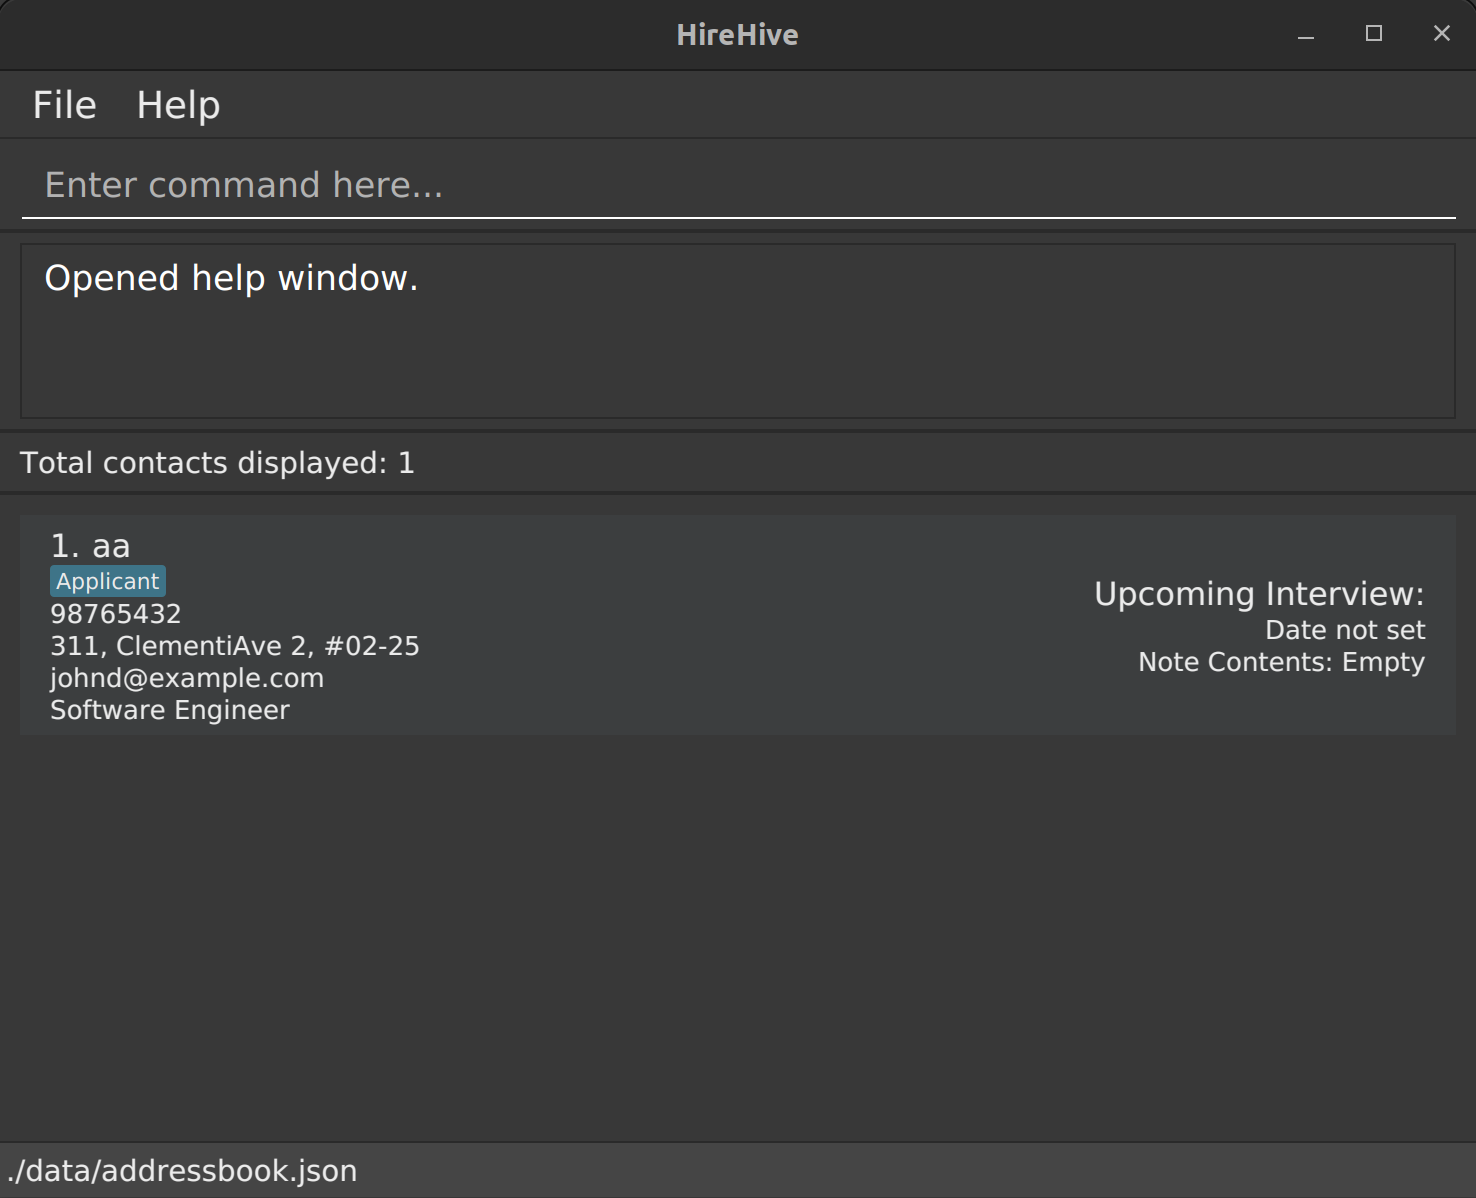 HireHive
File Help
Enter command here...
Opened help window.
Total contacts displayed: 1
1. aa
Applicant
98765432
311, ClementiAve 2, #02-25
johnd@example.com
Software Engineer
Upcoming Interview:
Date not set
Note Contents: Empty
./data/addressbook.json